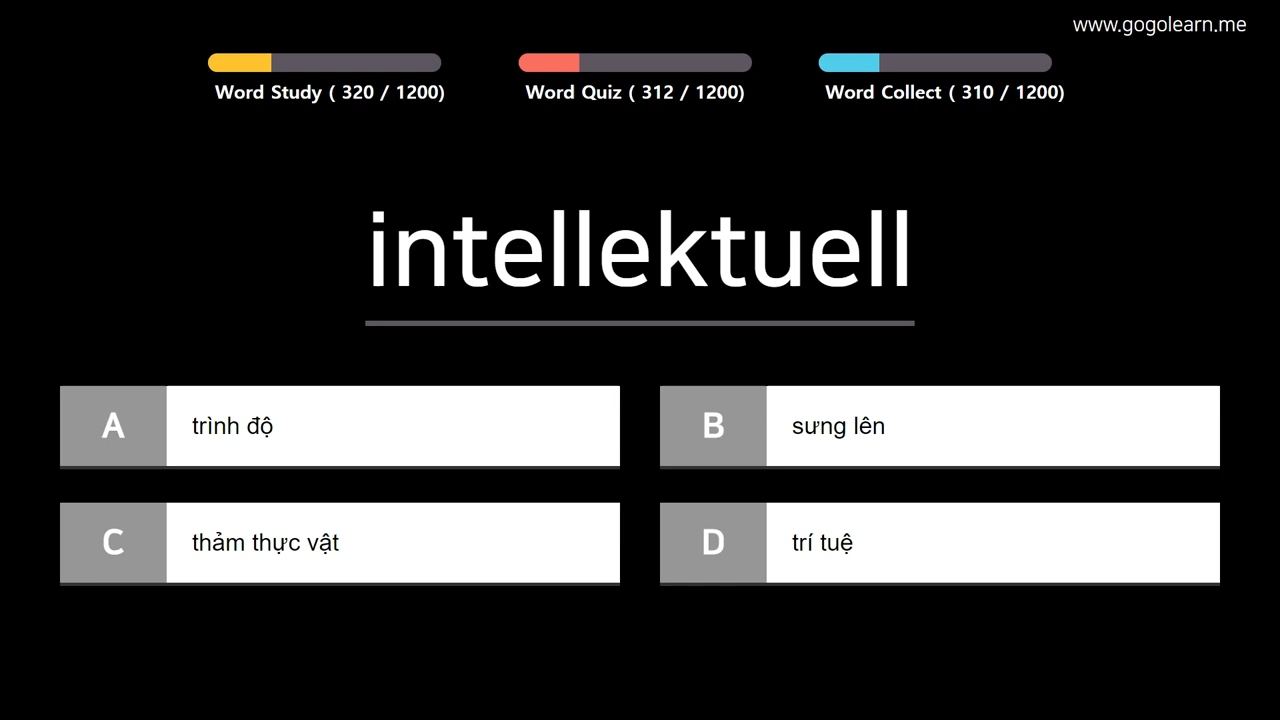 www.gogolearn.me
Word Study ( 320 / 1200)
Word Quiz ( 312 / 1200)
Word Collect ( 310 / 1200)
intellektuell
A trình độ
B sưng lên
C thảm thực vật
D trí tuệ